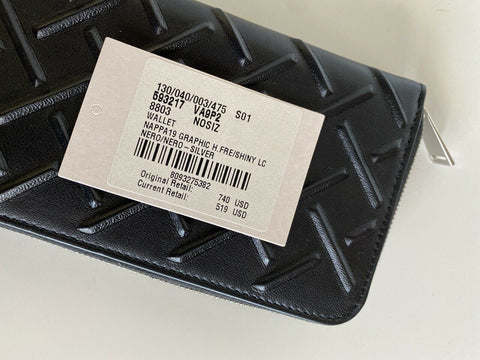 130/040/003/475 S01
693217 VA9P2
8803 NOSIZ
WALLET
NAPPA19 GRAPHIC H.FRE/SHINY LC
NERO/NERO-SILVER
8093275382
Original Retail: 740 USD
Current Retail: 519 USD